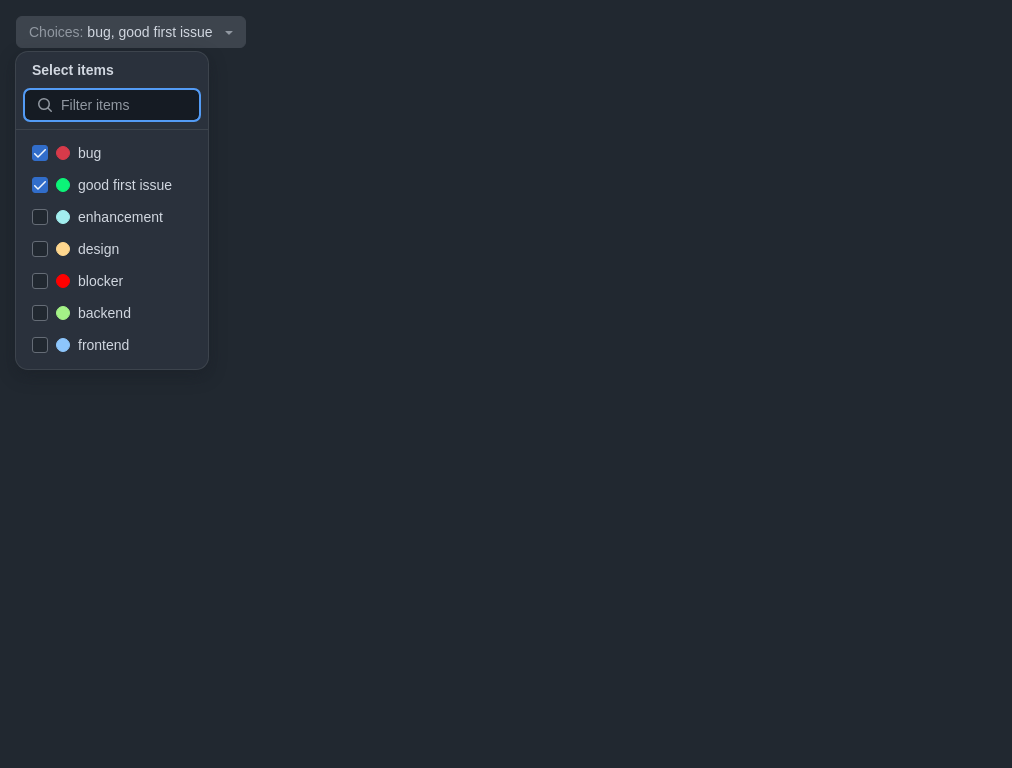 Choices: bug, good first issue
Select items
Filter items
bug
good first issue
enhancement
design
blocker
backend
frontend